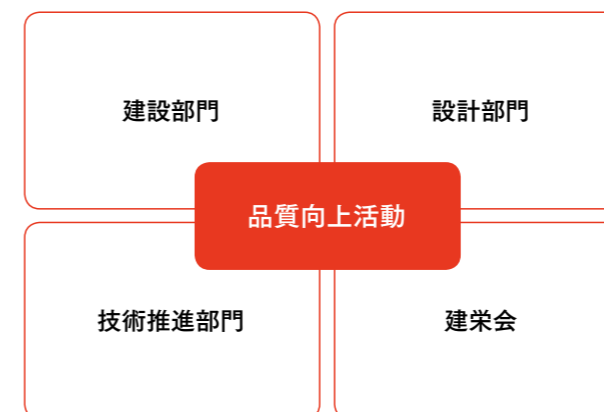 建設部門
設計部門
品質向上活動
技術推進部門
建栄会